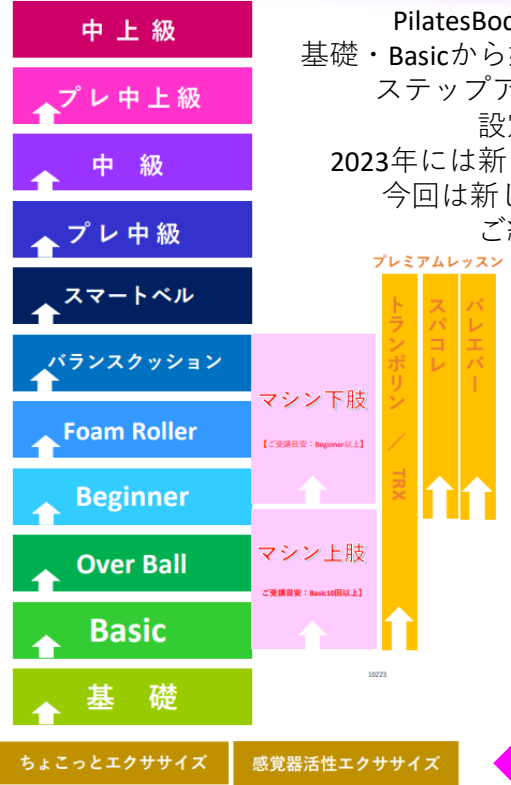 中 上 級
プレ中上級
中 級
プレ中級
スマートベル
バランスクッション
Foam Roller
Beginner
Over Ball
Basic
基 礎
ちょこっとエクササイズ
感覚器活性エクササイズ
基礎・Basicから
ステップア
設
2023年には新
今回は新し
ご
プレミアムレッスン
トランポリン / TRX
スパコレ
バレエバー
マシン下肢
【ご受講目安:Beginner以上】
マシン上肢
ご受講目安:Basic10回以上】
10223